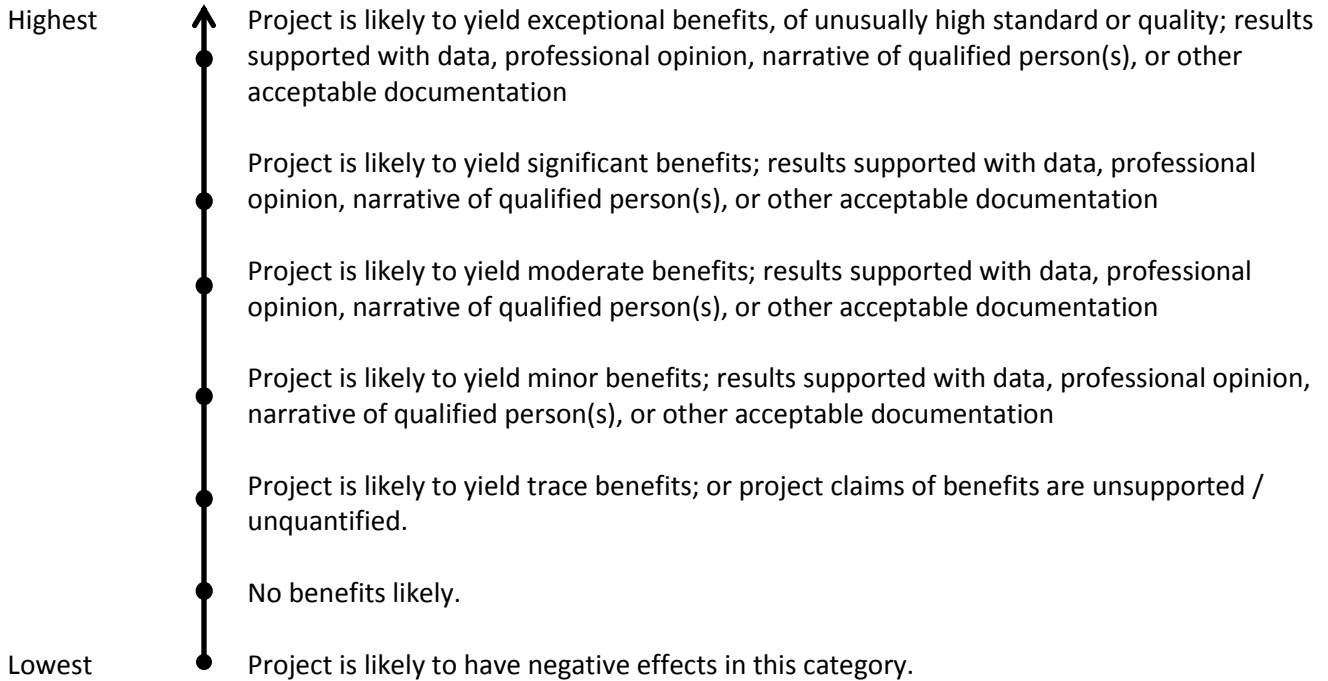 Highest
Project is likely to yield exceptional benefits, of unusually high standard or quality; results
supported with data, professional opinion, narrative of qualified person(s), or other
acceptable documentation
Project is likely to yield significant benefits; results supported with data, professional
opinion, narrative of qualified person(s), or other acceptable documentation
Project is likely to yield moderate benefits; results supported with data, professional
opinion, narrative of qualified person(s), or other acceptable documentation
Project is likely to yield minor benefits; results supported with data, professional opinion,
narrative of qualified person(s), or other acceptable documentation
Project is likely to yield trace benefits; or project claims of benefits are unsupported /
unquantified.
No benefits likely.
Lowest
Project is likely to have negative effects in this category.